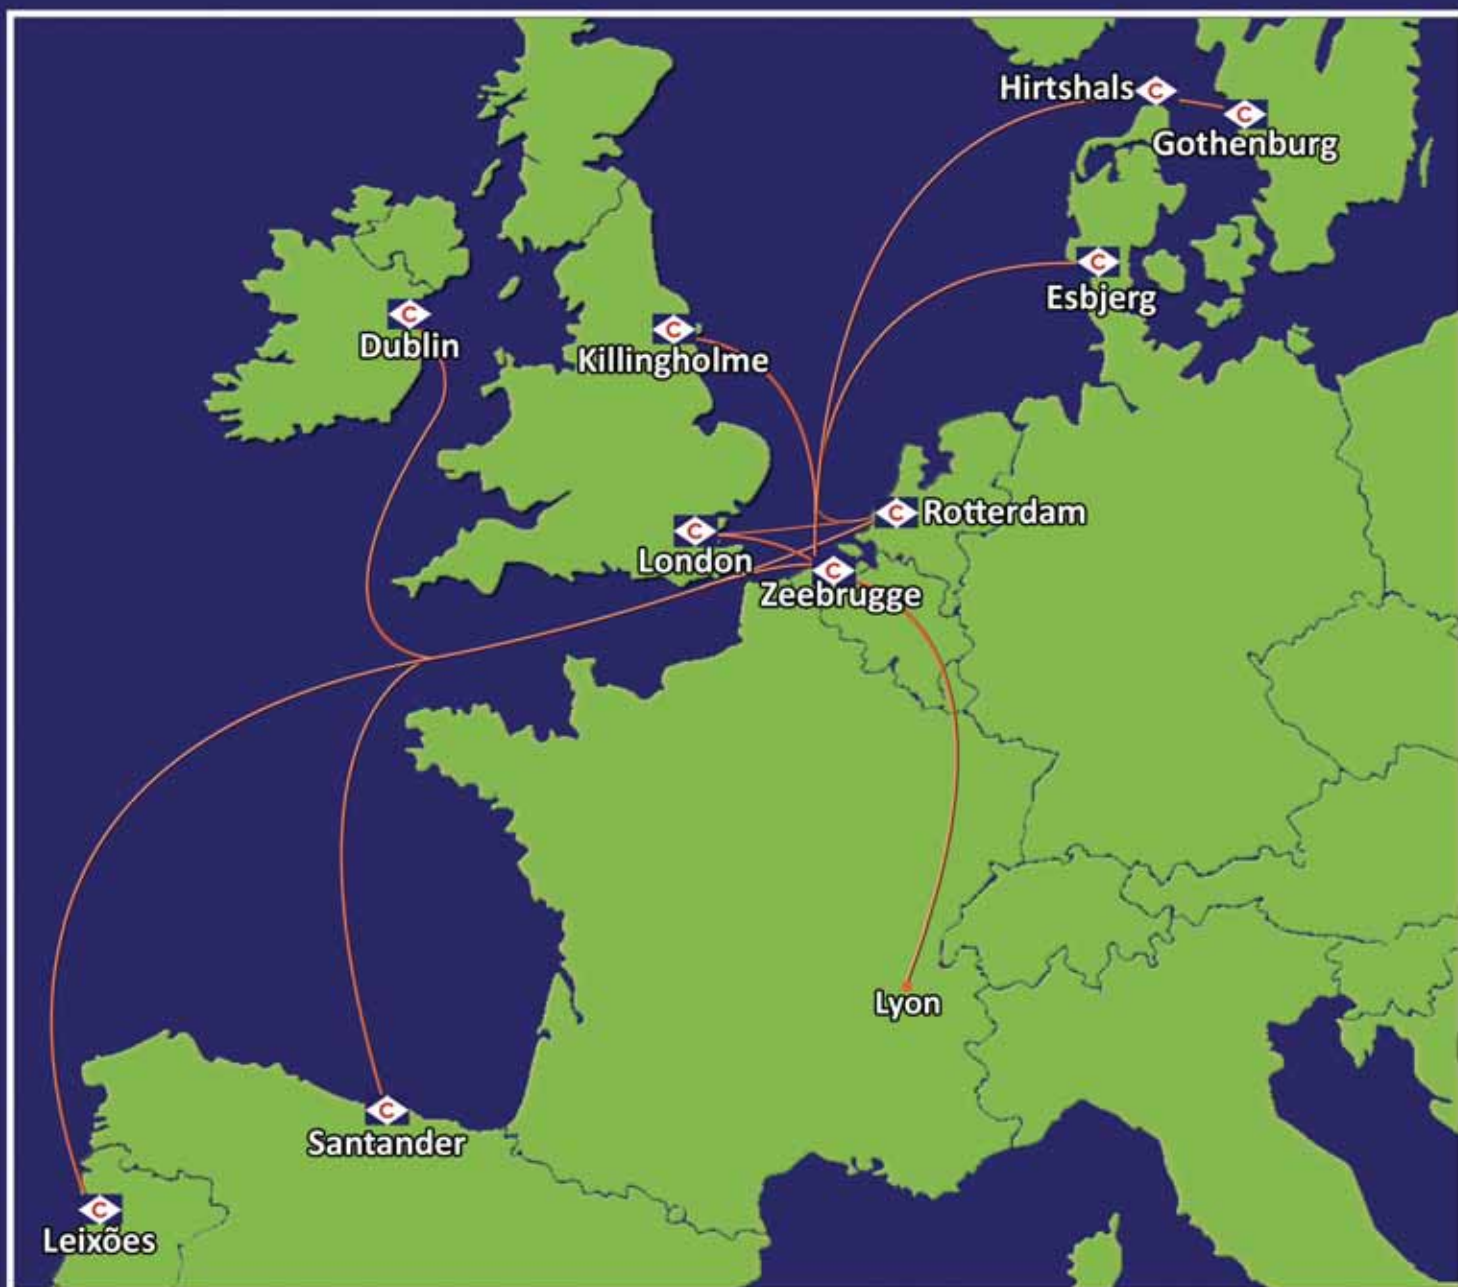 Hirtshals C
C
Gothenburg
C
Esbjerg
C
Dublin
C
Killingholme
C Rotterdam
C
London
C
Zeebrugge
Lyon
C
Santander
C
Leixões